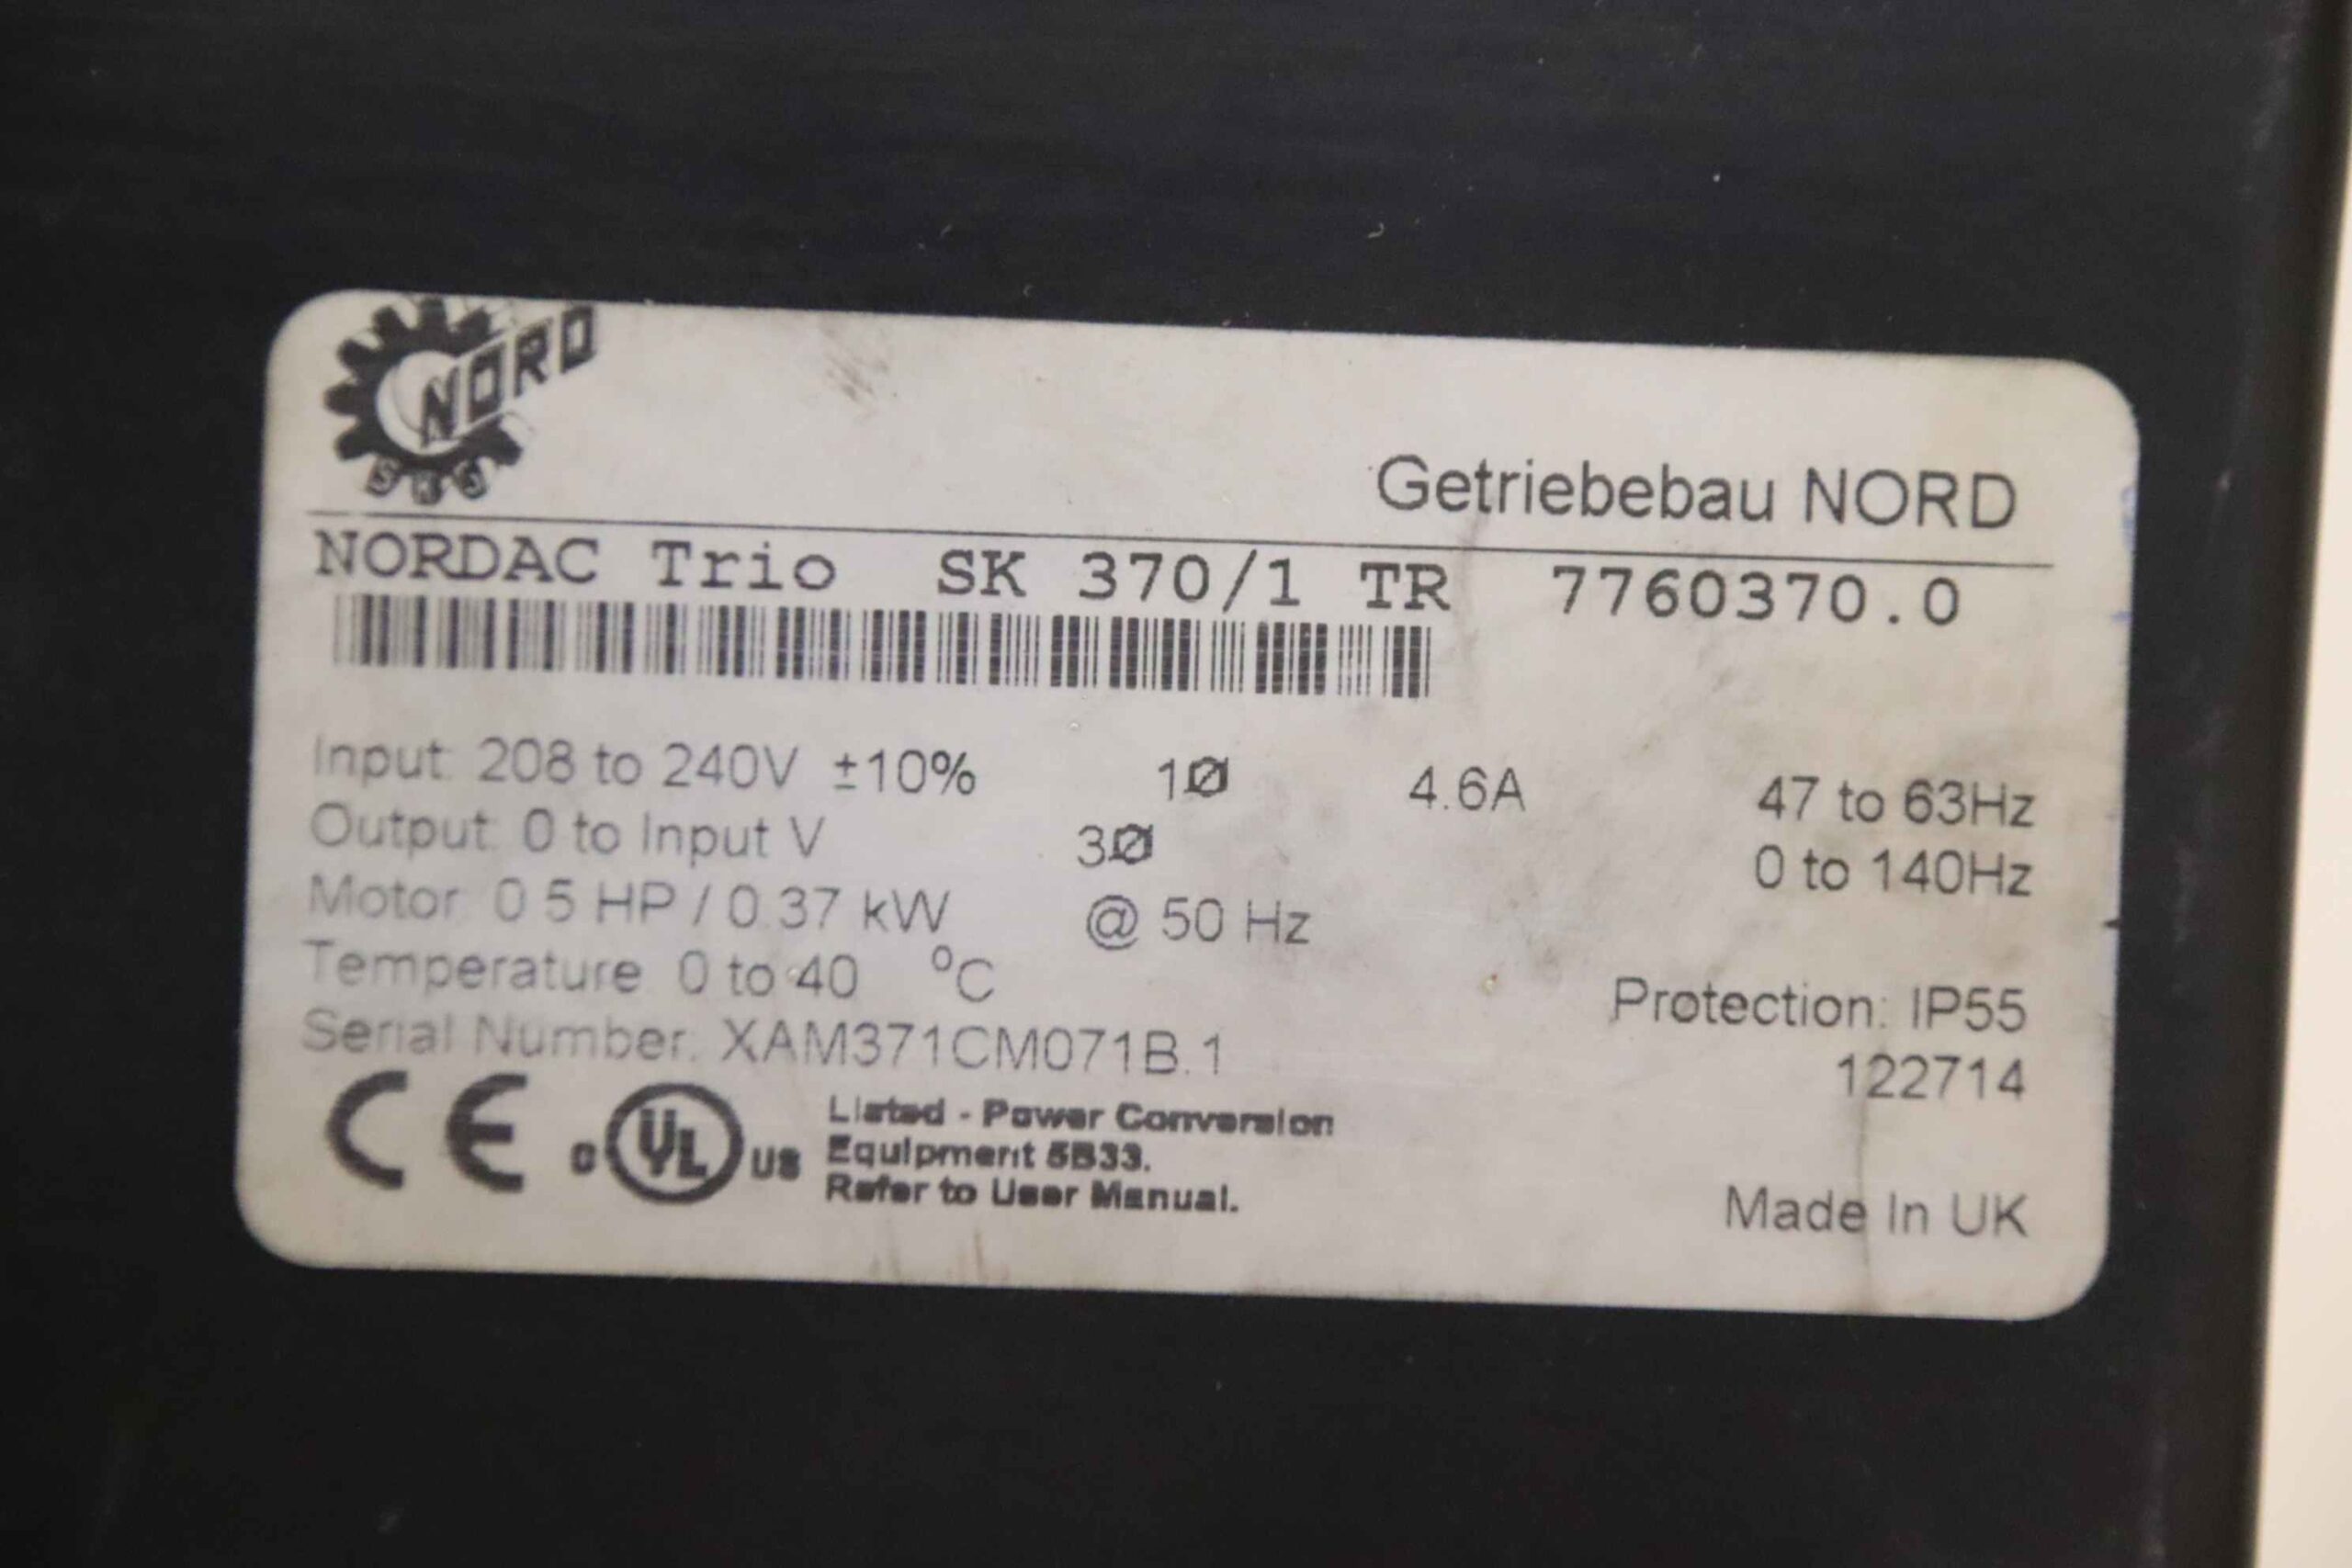 NORD
SKS
Getriebebau NORD
NORDAC Trio SK 370/1 TR 7760370.0
Input: 208 to 240V ±10% 1Ø 4.6A 47 to 63Hz
Output: 0 to Input V 3Ø 0 to 140Hz
Motor: 0.5 HP / 0.37 kW @ 50 Hz
Temperature: 0 to 40 °C Protection: IP55
Serial Number: XAM371CM071B.1 122714
CE c UL us Listed - Power Conversion
Equipment 5B33.
Refer to User Manual.
Made In UK